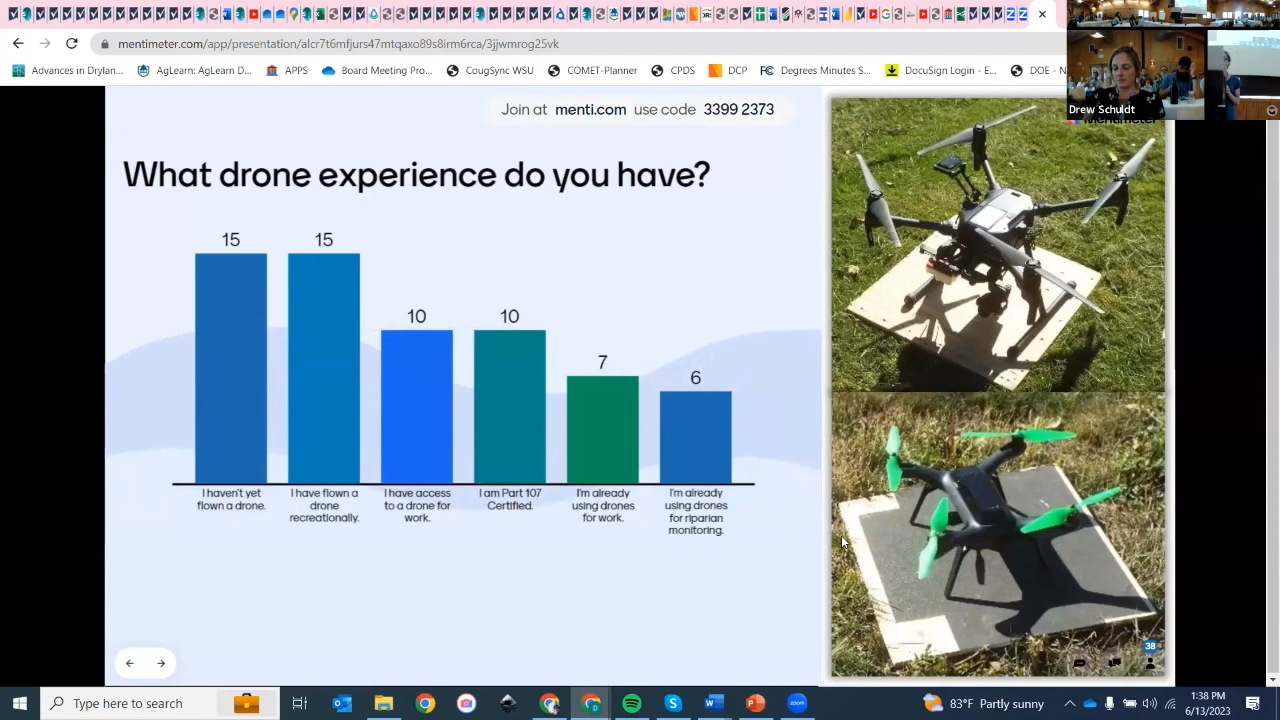 mentimeter.com/app/presentation/alcr7t6mfjurs47mtqaxo89s8irm6rca/3jjwmrog25vk
Advances in Drylan...
AgLearn AgLearn D...
APPS
Board Meeting Pro...
CougSync WSU
COMET-Planner
CPDS
DCP
Degrees Minutes S...
DocuSign Login - E...
DOE - N
Drew Schuldt
Join at menti.com use code 3399 2373
Mentimeter
What drone experience do you have?
15
15
10
10
7
6
I haven't yet
flown a drone.
I have flown a
drone
recreationally.
I have access
to a drone for
work.
I am Part 107
Certified.
I'm already
using drones
for work.
I'm already
using drones
for riparian
monitoring.
38
Type here to search
83°F Partly sunny
1:38 PM
6/13/2023